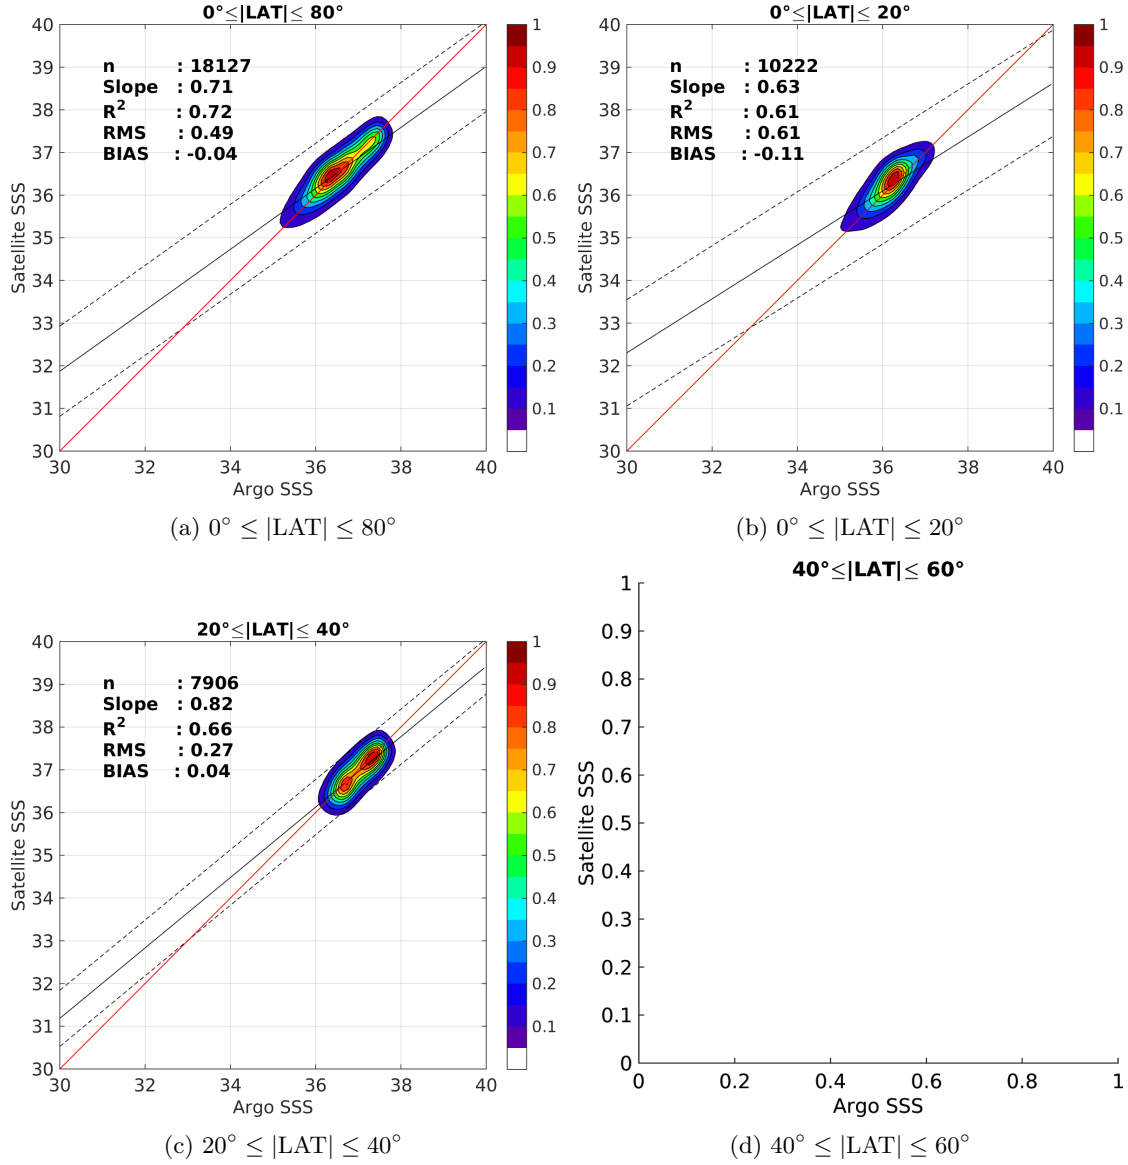 0°≤|LAT|≤ 80°
n : 18127
Slope : 0.71
R² : 0.72
RMS : 0.49
BIAS : -0.04
40
39
38
37
36
35
34
33
32
31
30
30 32 34 36 38 40
Satellite SSS
Argo SSS
1
0.9
0.8
0.7
0.6
0.5
0.4
0.3
0.2
0.1
(a) 0° ≤ |LAT| ≤ 80°
0°≤|LAT|≤ 20°
n : 10222
Slope : 0.63
R² : 0.61
RMS : 0.61
BIAS : -0.11
40
39
38
37
36
35
34
33
32
31
30
30 32 34 36 38 40
Satellite SSS
Argo SSS
1
0.9
0.8
0.7
0.6
0.5
0.4
0.3
0.2
0.1
(b) 0° ≤ |LAT| ≤ 20°
20°≤|LAT|≤ 40°
n : 7906
Slope : 0.82
R² : 0.66
RMS : 0.27
BIAS : 0.04
40
39
38
37
36
35
34
33
32
31
30
30 32 34 36 38 40
Satellite SSS
Argo SSS
1
0.9
0.8
0.7
0.6
0.5
0.4
0.3
0.2
0.1
(c) 20° ≤ |LAT| ≤ 40°
40°≤|LAT|≤ 60°
1
0.9
0.8
0.7
0.6
0.5
0.4
0.3
0.2
0.1
0
0 0.2 0.4 0.6 0.8 1
Satellite SSS
Argo SSS
(d) 40° ≤ |LAT| ≤ 60°